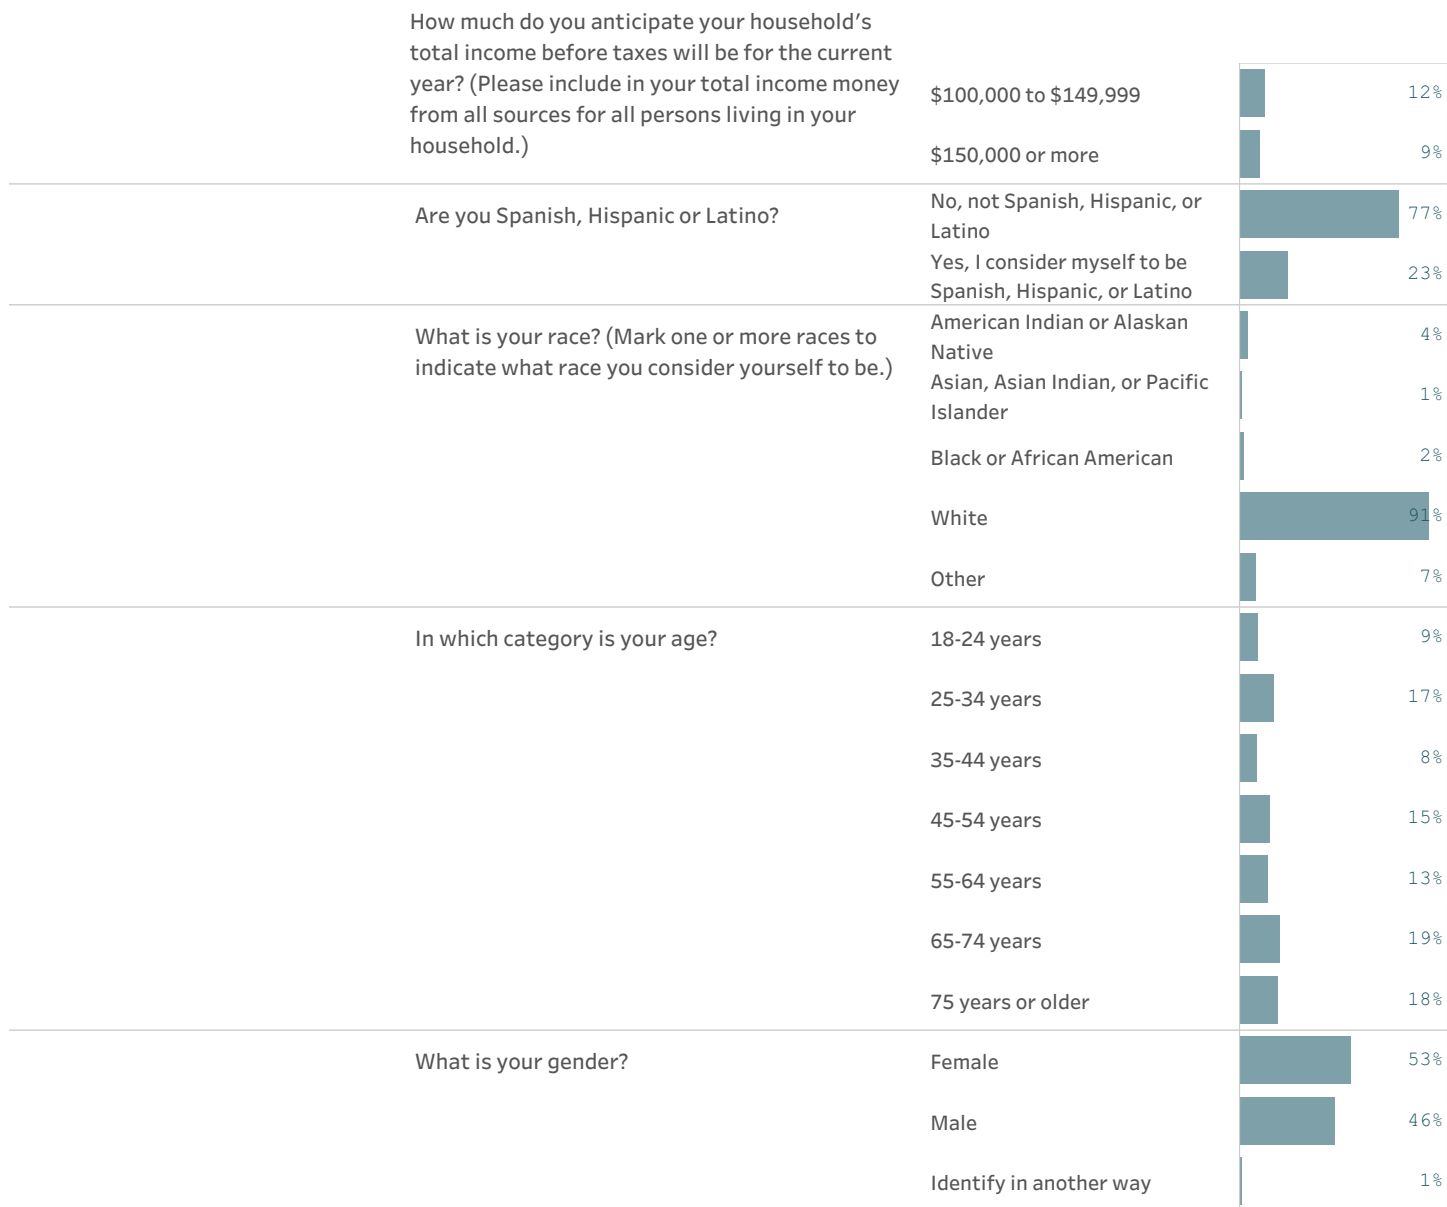 How much do you anticipate your household's
total income before taxes will be for the current
year? (Please include in your total income money
from all sources for all persons living in your
household.)
$100,000 to $149,999
12%
$150,000 or more
9%
Are you Spanish, Hispanic or Latino?
No, not Spanish, Hispanic, or
Latino
77%
Yes, I consider myself to be
Spanish, Hispanic, or Latino
23%
What is your race? (Mark one or more races to
indicate what race you consider yourself to be.)
American Indian or Alaskan
Native
4%
Asian, Asian Indian, or Pacific
Islander
1%
Black or African American
2%
White
91%
Other
7%
In which category is your age?
18-24 years
9%
25-34 years
17%
35-44 years
8%
45-54 years
15%
55-64 years
13%
65-74 years
19%
75 years or older
18%
What is your gender?
Female
53%
Male
46%
Identify in another way
1%